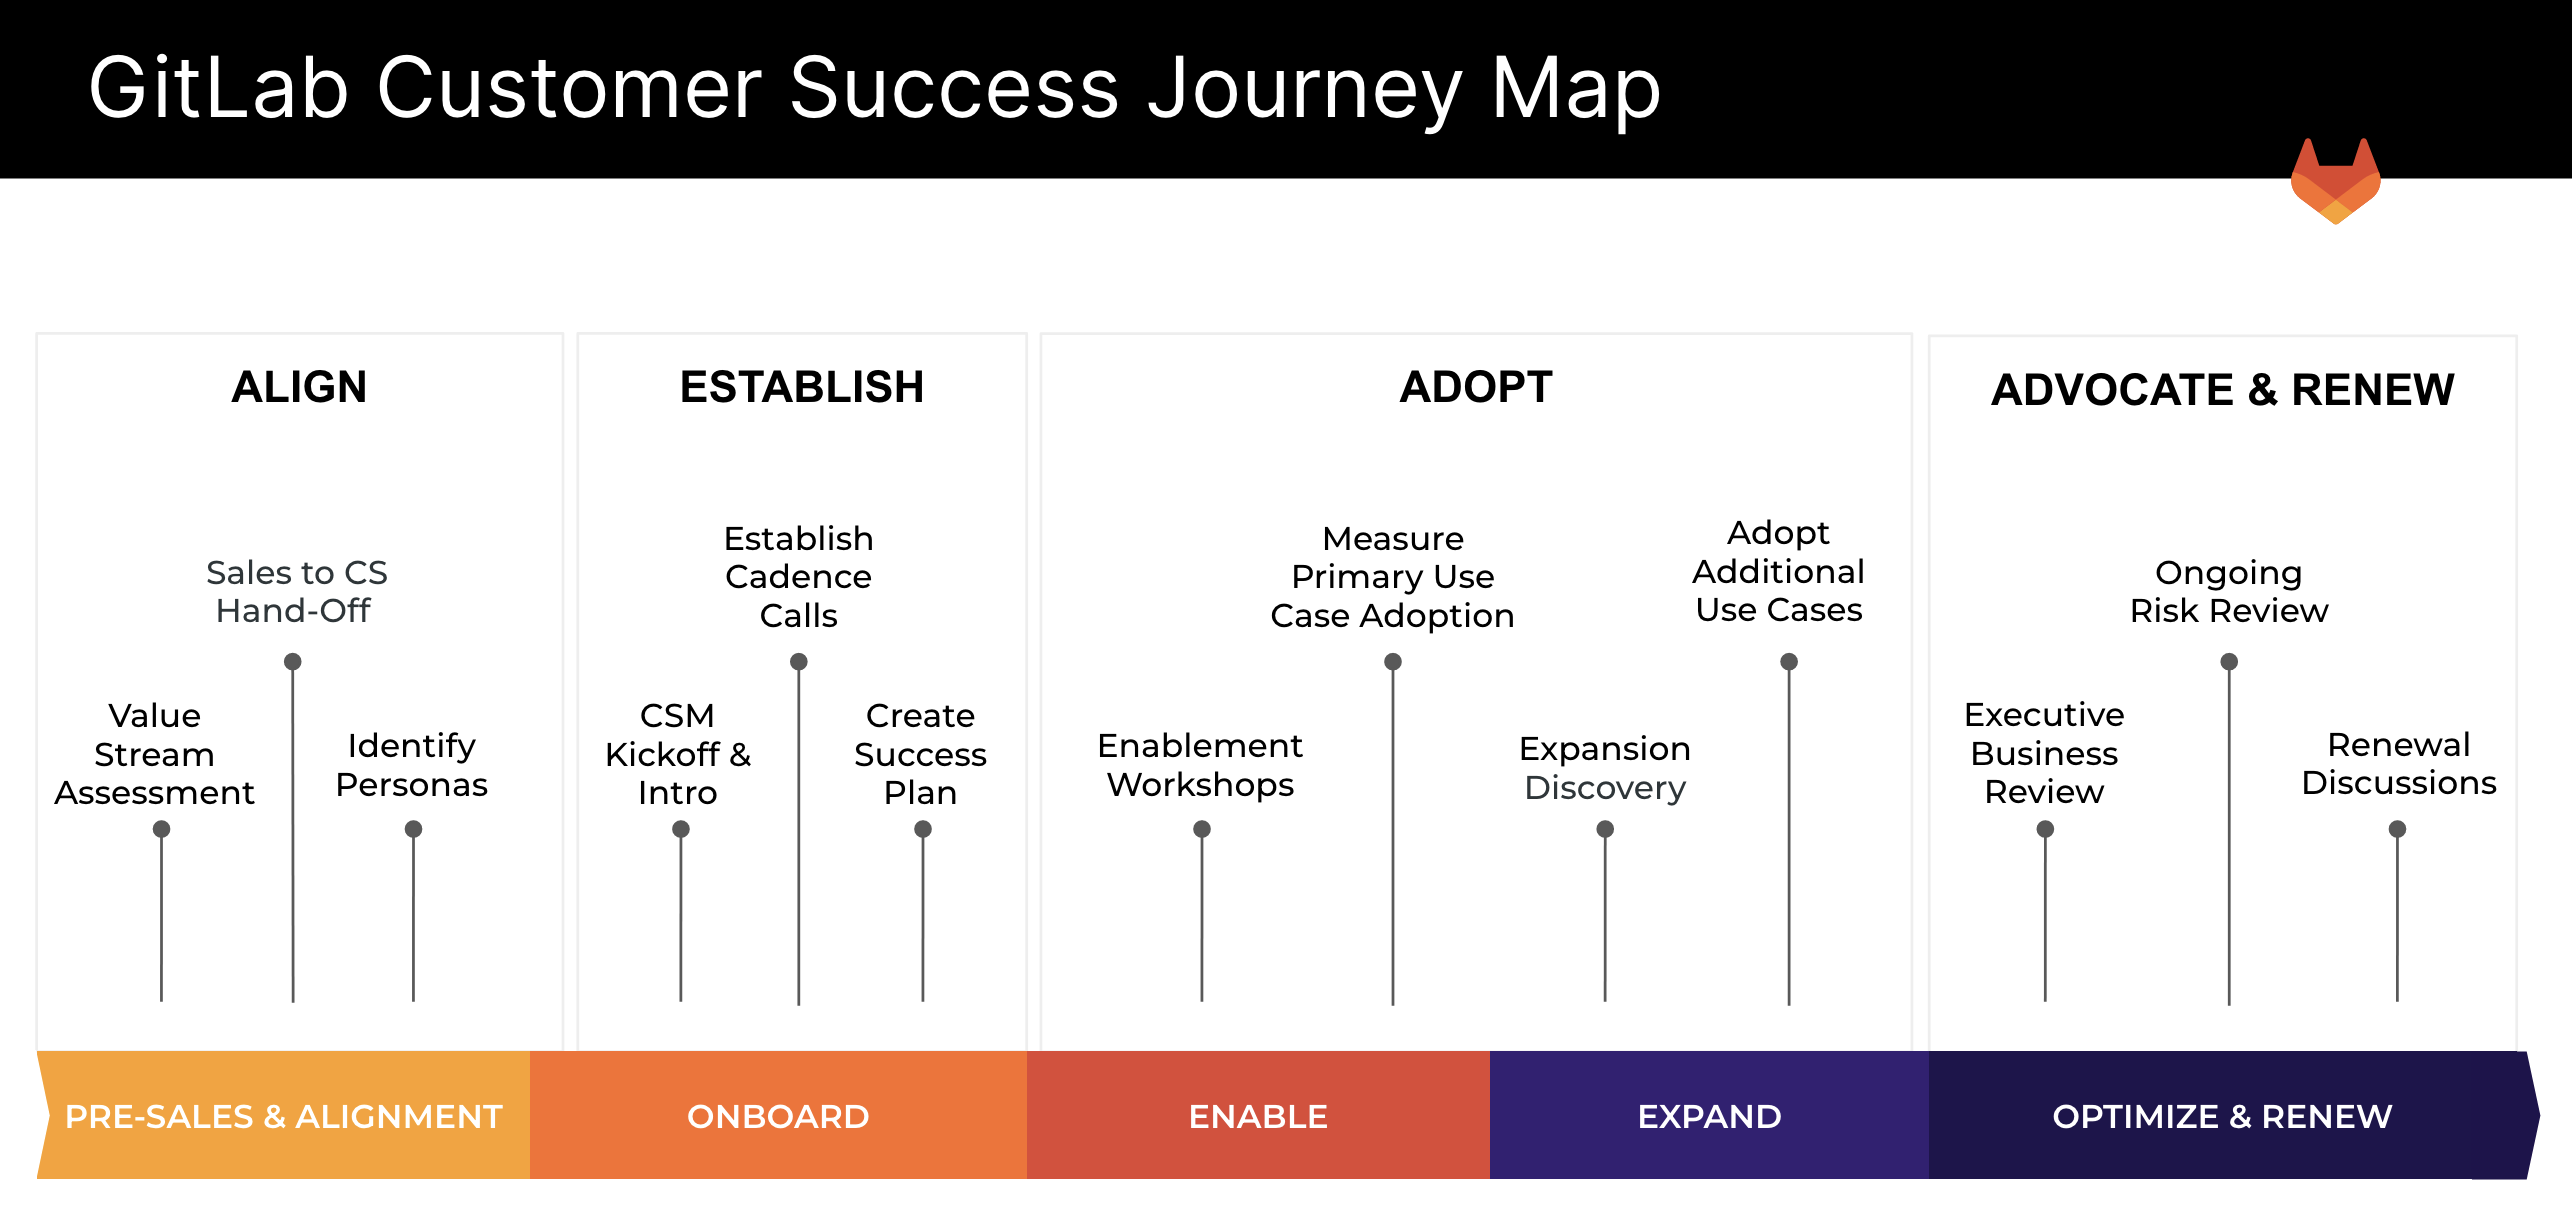 GitLab Customer Success Journey Map
ALIGN
Sales to CS
Hand-Off
Value
Stream
Assessment
Identify
Personas
ESTABLISH
Establish
Cadence
Calls
CSM
Kickoff &
Intro
Create
Success
Plan
ADOPT
Measure
Primary Use
Case Adoption
Adopt
Additional
Use Cases
Enablement
Workshops
Expansion
Discovery
ADVOCATE & RENEW
Ongoing
Risk Review
Executive
Business
Review
Renewal
Discussions
PRE-SALES & ALIGNMENT
ONBOARD
ENABLE
EXPAND
OPTIMIZE & RENEW